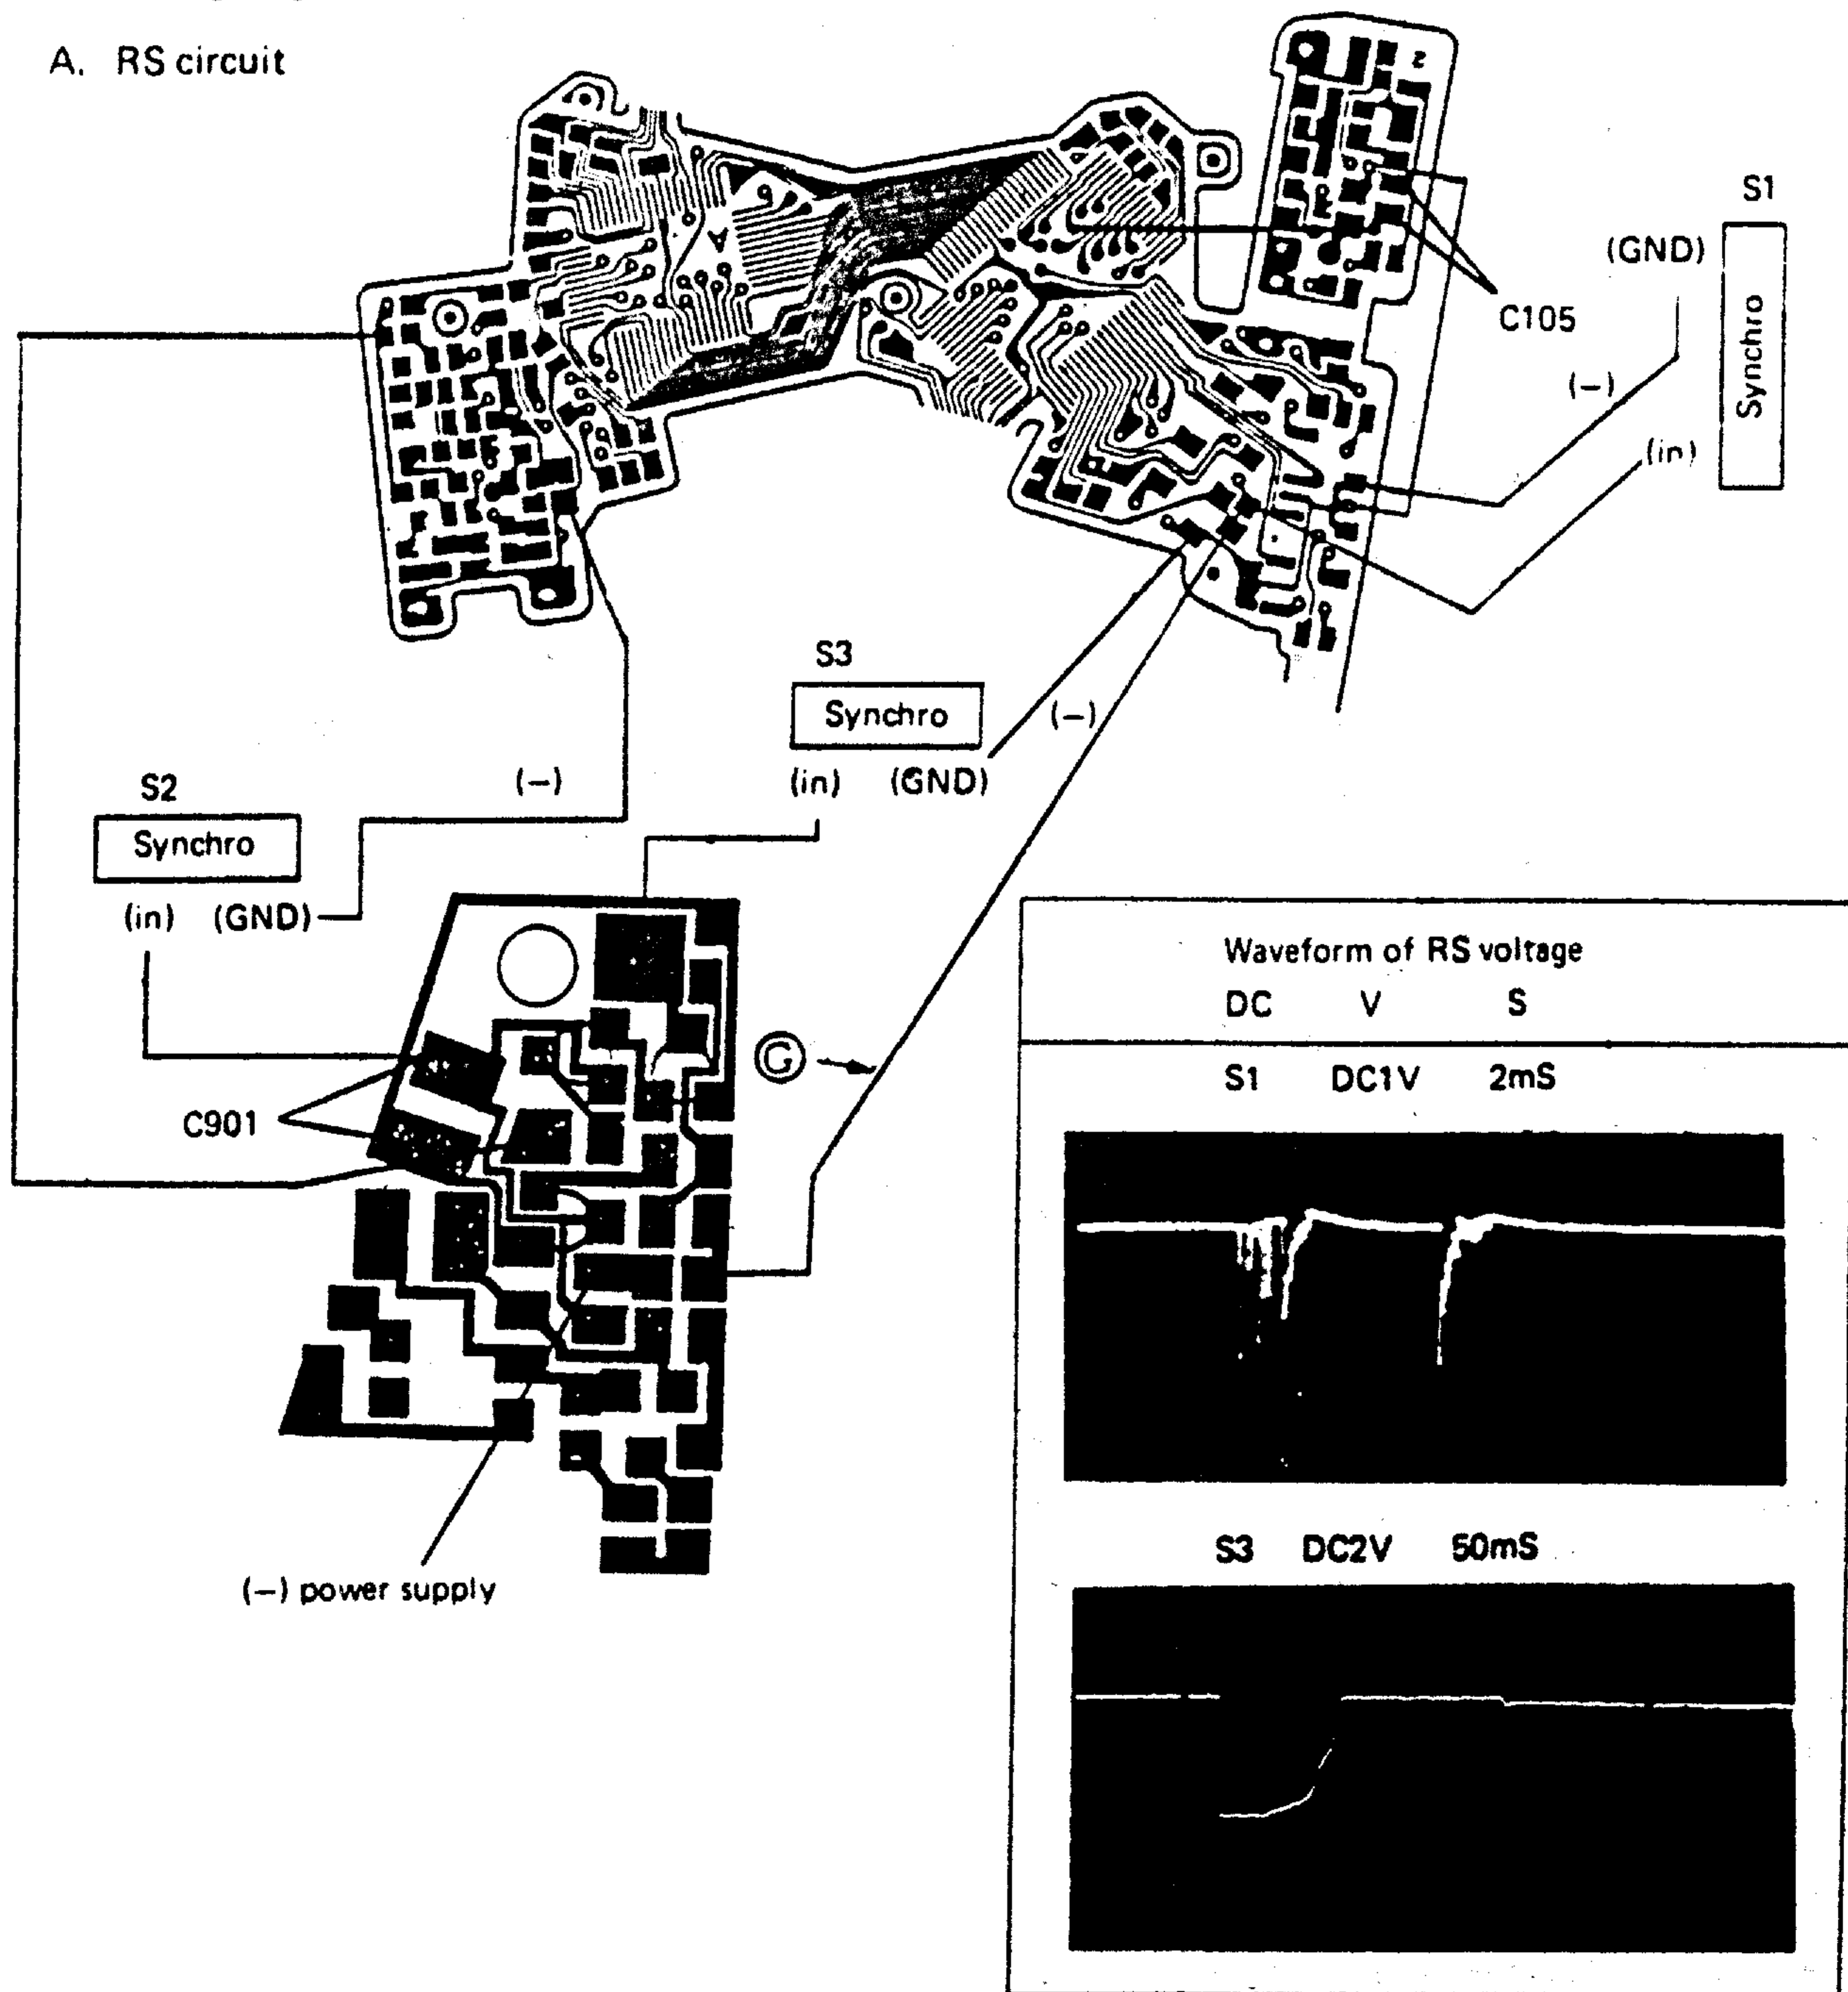 A. RS circuit
S1
(GND)
Synchro
C105
(−)
(in)
S3
Synchro
(−)
(in) (GND)
S2
Synchro
(−)
(in) (GND)
C901
G
(−) power supply
Waveform of RS voltage
DC V S
S1 DC1V 2mS
S3 DC2V 50mS
A
2